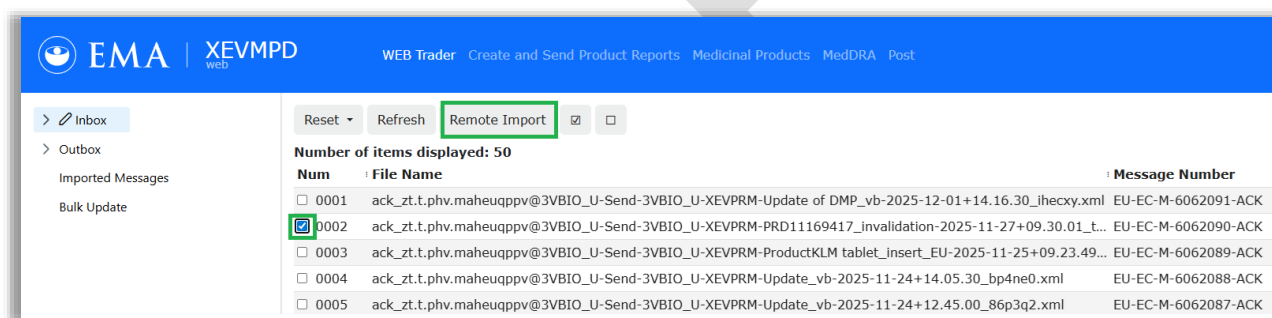 EMA | XEVMPD web
WEB Trader Create and Send Product Reports Medicinal Products MedDRA Post
Inbox
Outbox
Imported Messages
Bulk Update
Reset Refresh Remote Import
Number of items displayed: 50
Num File Name Message Number
0001 ack_zt.t.phv.maheuqppv@3VBIO_U-Send-3VBIO_U-XEVPRM-Update of DMP_vb-2025-12-01+14.16.30_ihecxy.xml EU-EC-M-6062091-ACK
0002 ack_zt.t.phv.maheuqppv@3VBIO_U-Send-3VBIO_U-XEVPRM-PRD11169417_invalidation-2025-11-27+09.30.01_t... EU-EC-M-6062090-ACK
0003 ack_zt.t.phv.maheuqppv@3VBIO_U-Send-3VBIO_U-XEVPRM-ProductKLM tablet_insert_EU-2025-11-25+09.23.49... EU-EC-M-6062089-ACK
0004 ack_zt.t.phv.maheuqppv@3VBIO_U-Send-3VBIO_U-XEVPRM-Update_vb-2025-11-24+14.05.30_bp4ne0.xml EU-EC-M-6062088-ACK
0005 ack_zt.t.phv.maheuqppv@3VBIO_U-Send-3VBIO_U-XEVPRM-Update_vb-2025-11-24+12.45.00_86p3q2.xml EU-EC-M-6062087-ACK